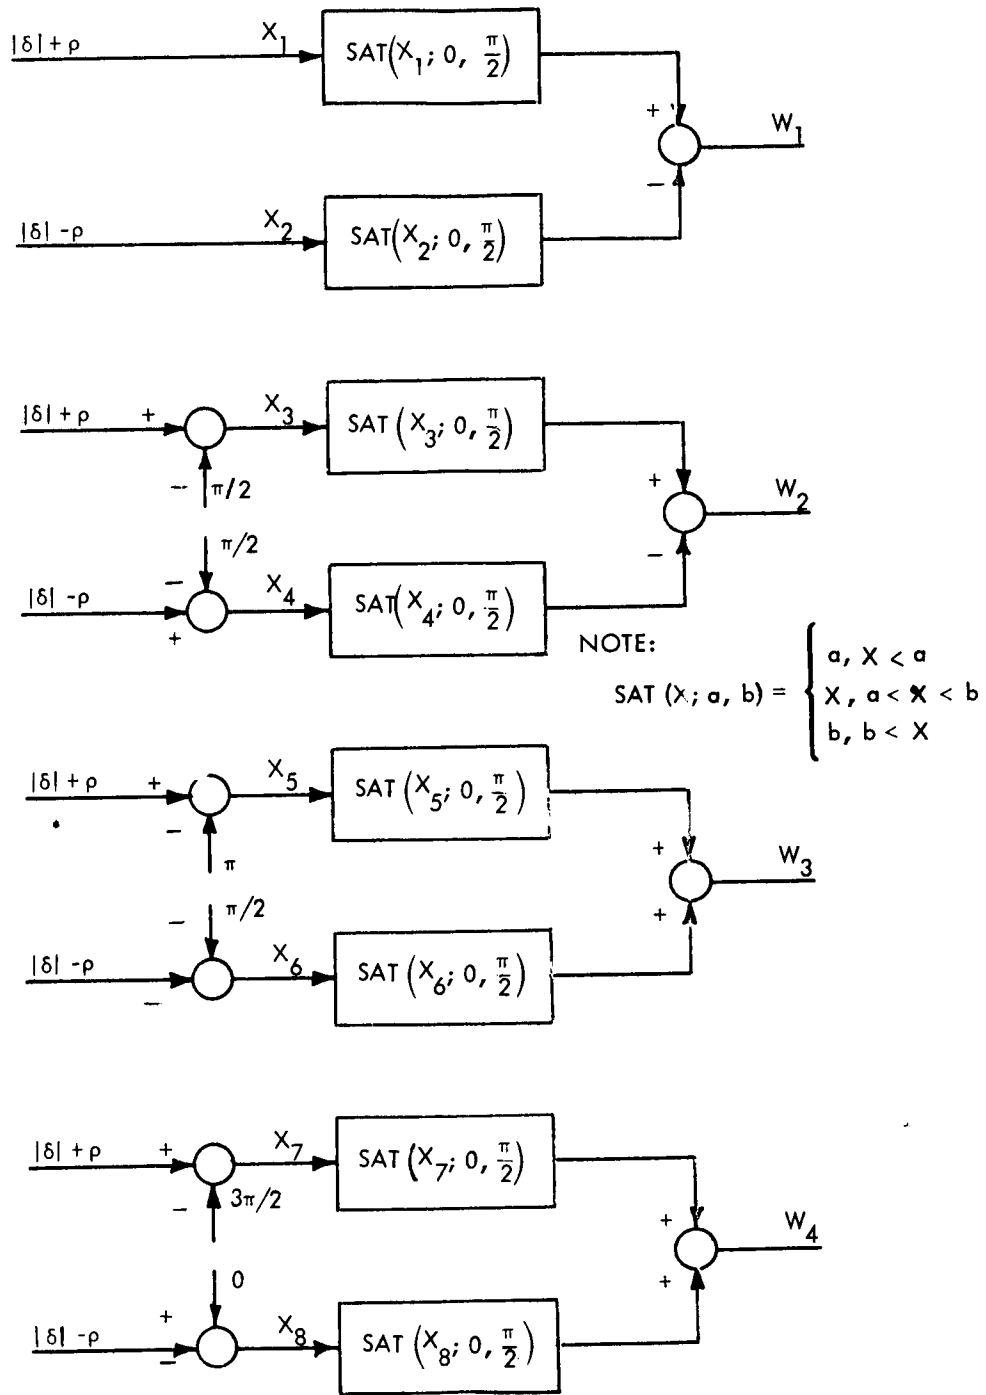 |δ|+ρ X₁ SAT(X₁; 0, π/2)
+
W₁
−
|δ| -ρ X₂ SAT(X₂; 0, π/2)
|δ| + ρ + X₃ SAT (X₃; 0, π/2)
− π/2
+
W₂
−
π/2
−
|δ| -ρ X₄ SAT(X₄; 0, π/2)
+
NOTE:
SAT (X; a, b) = { a, X < a
X, a < X < b
b, b < X
|δ| + ρ + X₅ SAT (X₅; 0, π/2)
−
π
+
W₃
+
− π/2
|δ| -ρ X₆ SAT (X₆; 0, π/2)
−
|δ| + ρ + X₇ SAT (X₇; 0, π/2)
− 3π/2
+
W₄
+
0
+
|δ| -ρ X₈ SAT (X₈; 0, π/2)
−